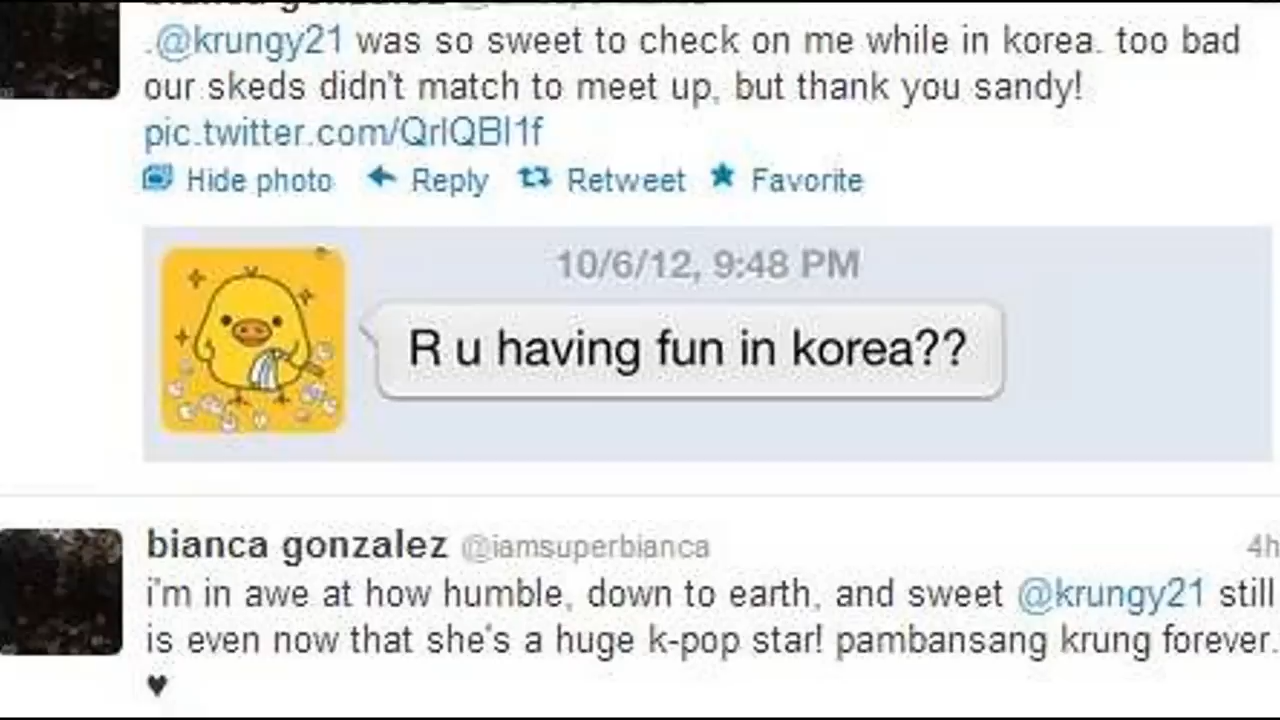 bianca gonzalez
.@krungy21 was so sweet to check on me while in korea. too bad
our skeds didn't match to meet up, but thank you sandy!
pic.twitter.com/QrlQBl1f
Hide photo Reply Retweet Favorite
10/6/12, 9:48 PM
R u having fun in korea??
bianca gonzalez @iamsuperbianca 4h
i'm in awe at how humble, down to earth, and sweet @krungy21 still
is even now that she's a huge k-pop star! pambansang krung forever.
♥